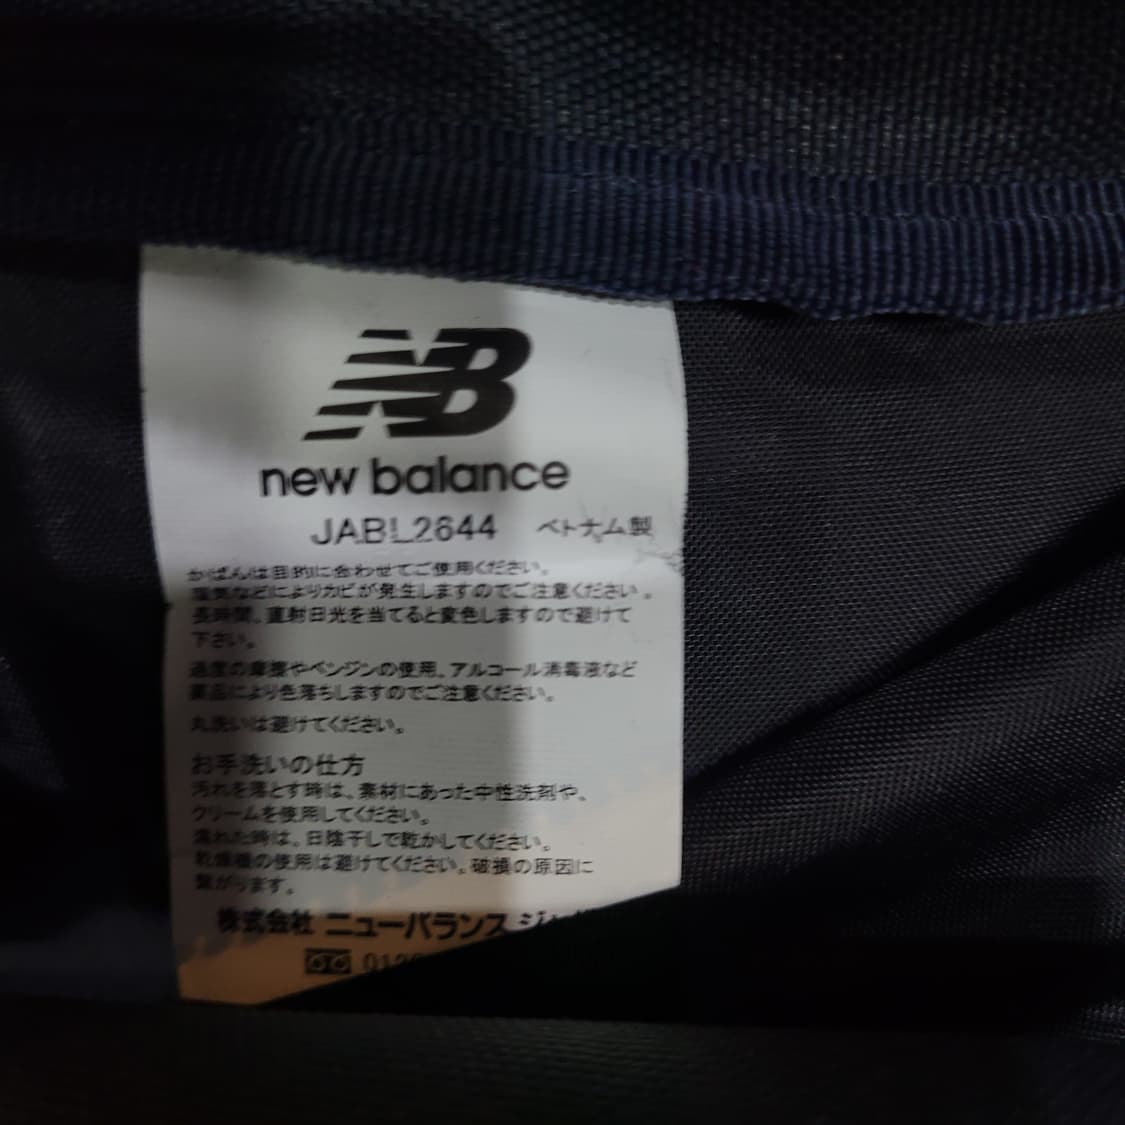 NB
new balance
JABL2644 ベトナム製
かばんは目的に合わせてご使用ください。
湿気などによりカビが発生しますのでご注意ください。
長時間、直射日光を当てると変色しますので避けて
下さい。
過度の摩擦やベンジンの使用、アルコール消毒液など
薬品により色落ちしますのでご注意ください。
丸洗いは避けてください。
お手洗いの仕方
汚れを落とす時は、素材にあった中性洗剤や、
クリームを使用してください。
濡れた時は、日陰干しで乾かしてください。
乾燥機の使用は避けてください。破損の原因に
繋がります。
株式会社 ニューバランス